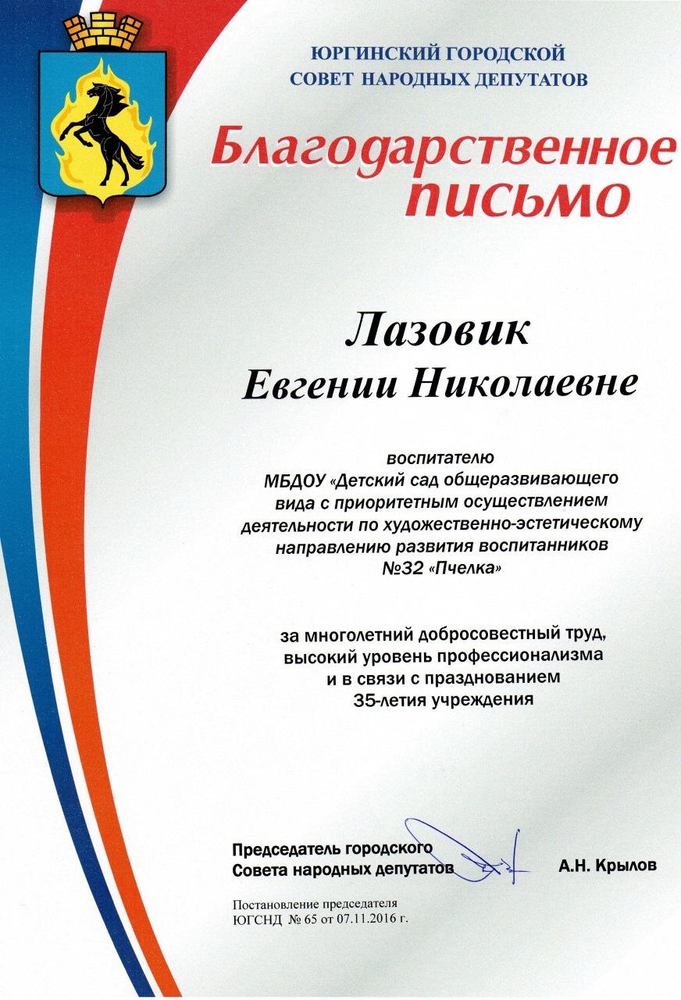 ЮРГИНСКИЙ ГОРОДСКОЙ
СОВЕТ НАРОДНЫХ ДЕПУТАТОВ
Благодарственное
письмо
Лазовик
Евгении Николаевне
воспитателю
МБДОУ «Детский сад общеразвивающего
вида с приоритетным осуществлением
деятельности по художественно-эстетическому
направлению развития воспитанников
№32 «Пчелка»
за многолетний добросовестный труд,
высокий уровень профессионализма
и в связи с празднованием
35-летия учреждения
Председатель городского
Совета народных депутатов
А.Н. Крылов
Постановление председателя
ЮГСНД № 65 от 07.11.2016 г.